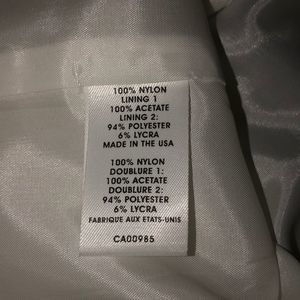 100% NYLON
LINING 1
100% ACETATE
LINING 2:
94% POLYESTER
6% LYCRA
MADE IN THE USA
100% NYLON
DOUBLURE 1:
100% ACETATE
DOUBLURE 2:
94% POLYESTER
6% LYCRA
FABRIQUE AUX ETATS-UNIS
CA00985